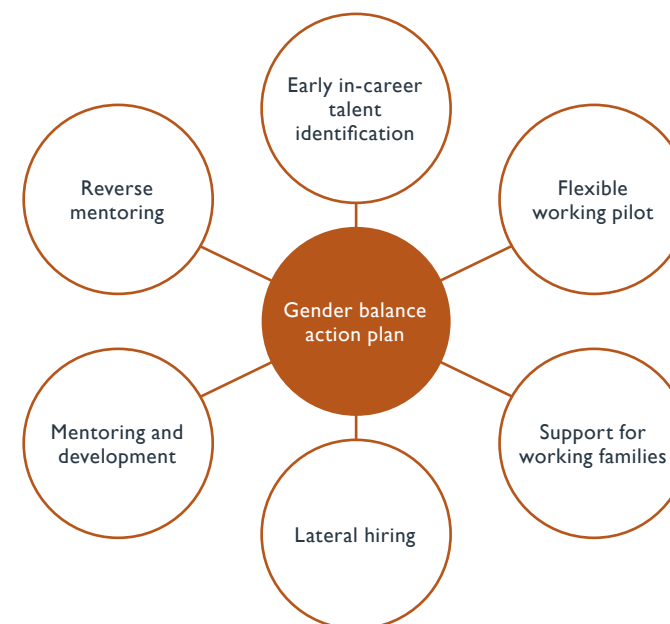 Early in-career
talent
identification
Reverse
mentoring
Flexible
working pilot
Gender balance
action plan
Mentoring and
development
Support for
working families
Lateral hiring